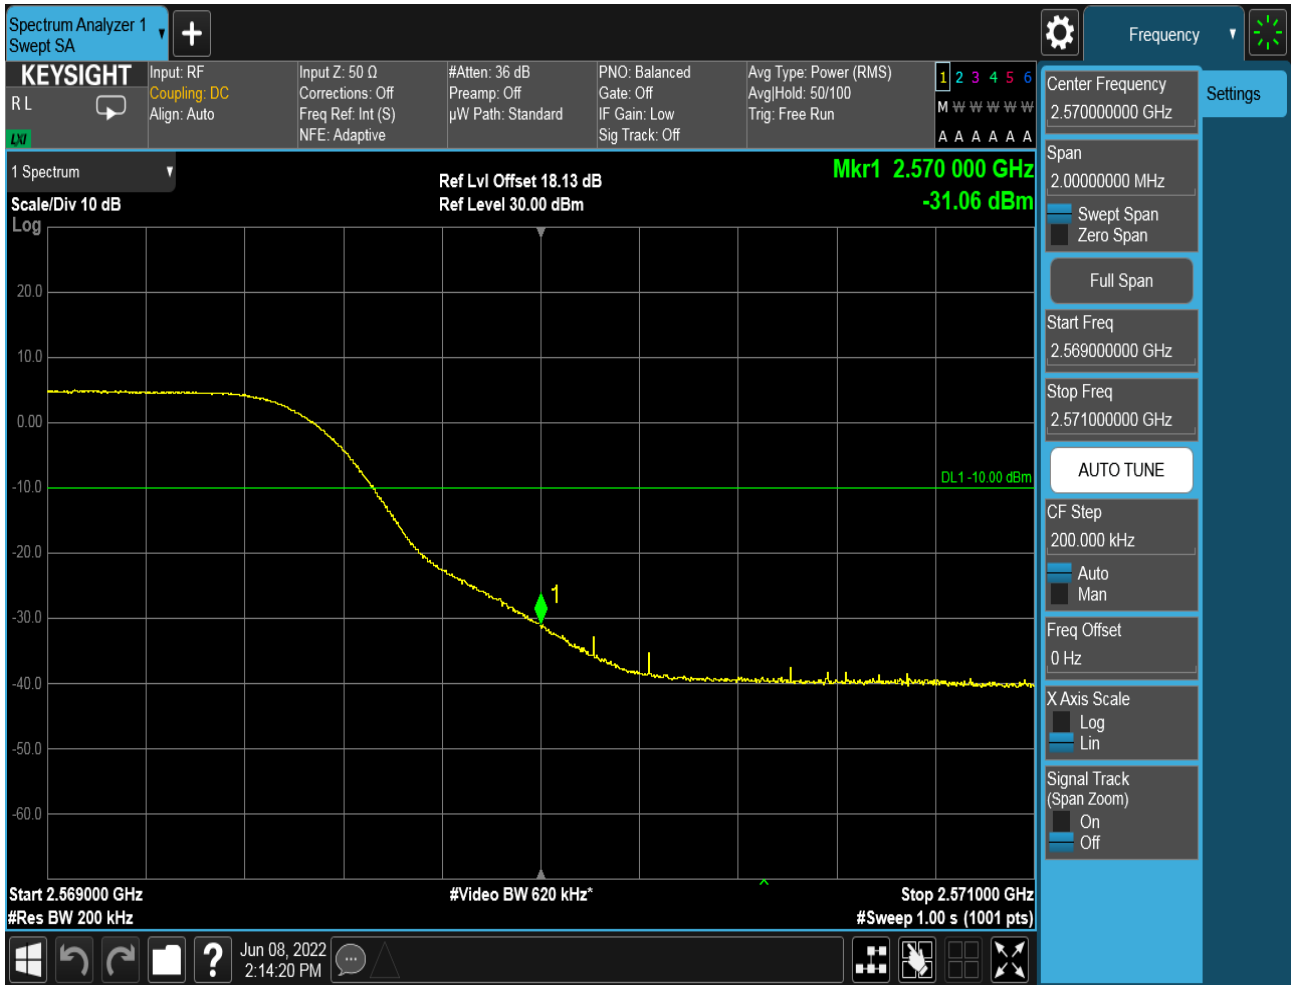 Spectrum Analyzer 1
Swept SA
Frequency
KEYSIGHT
R L
LXI
Input: RF
Coupling: DC
Align: Auto
Input Z: 50 Ω
Corrections: Off
Freq Ref: Int (S)
NFE: Adaptive
#Atten: 36 dB
Preamp: Off
µW Path: Standard
PNO: Balanced
Gate: Off
IF Gain: Low
Sig Track: Off
Avg Type: Power (RMS)
Avg|Hold: 50/100
Trig: Free Run
1 2 3 4 5 6
M W W W W W
A A A A A A
1 Spectrum
Scale/Div 10 dB
Log
Ref Lvl Offset 18.13 dB
Ref Level 30.00 dBm
Mkr1 2.570 000 GHz
-31.06 dBm
20.0
10.0
0.00
-10.0
-20.0
-30.0
-40.0
-50.0
-60.0
DL1 -10.00 dBm
1
Start 2.569000 GHz
#Res BW 200 kHz
#Video BW 620 kHz*
Stop 2.571000 GHz
#Sweep 1.00 s (1001 pts)
?
Jun 08, 2022
2:14:20 PM
Center Frequency
2.570000000 GHz
Settings
Span
2.00000000 MHz
Swept Span
Zero Span
Full Span
Start Freq
2.569000000 GHz
Stop Freq
2.571000000 GHz
AUTO TUNE
CF Step
200.000 kHz
Auto
Man
Freq Offset
0 Hz
X Axis Scale
Log
Lin
Signal Track
(Span Zoom)
On
Off